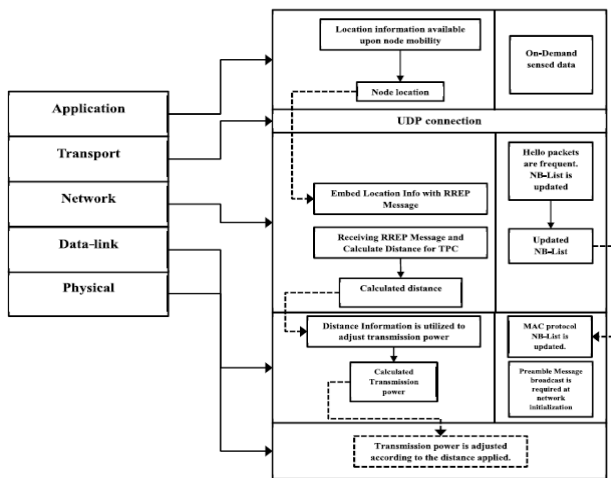 Application
Transport
Network
Data-link
Physical
Location information available
upon node mobility
Node location
On-Demand
sensed data
UDP connection
Embed Location Info with RREP
Message
Receiving RREP Message and
Calculate Distance for TPC
Calculated distance
Hello packets
are frequent.
NB-List is
updated
Updated
NB-List
Distance Information is utilized to
adjust transmission power
Calculated
Transmission
power
MAC protocol
NB-List is
updated.
Preamble Message
broadcast is
required at
network
initialization
Transmission power is adjusted
according to the distance applied.